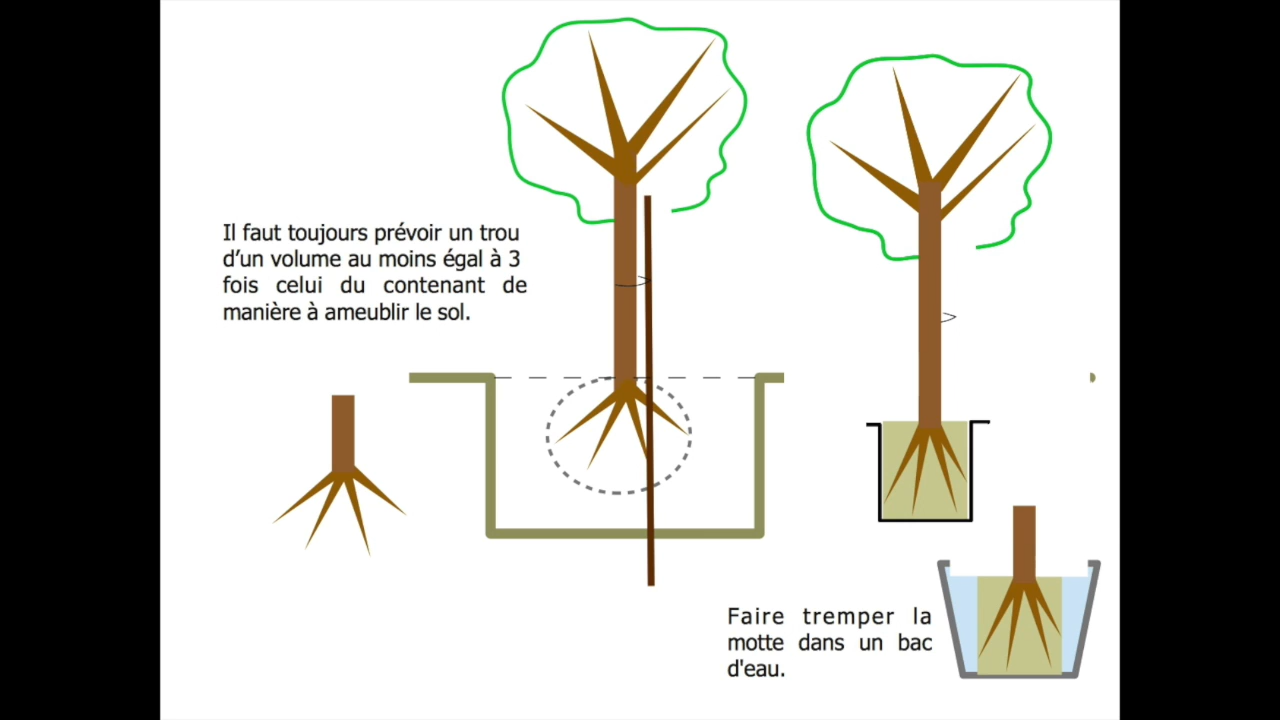 Il faut toujours prévoir un trou
d’un volume au moins égal à 3
fois celui du contenant de
manière à ameublir le sol.
Faire tremper la
motte dans un bac
d'eau.